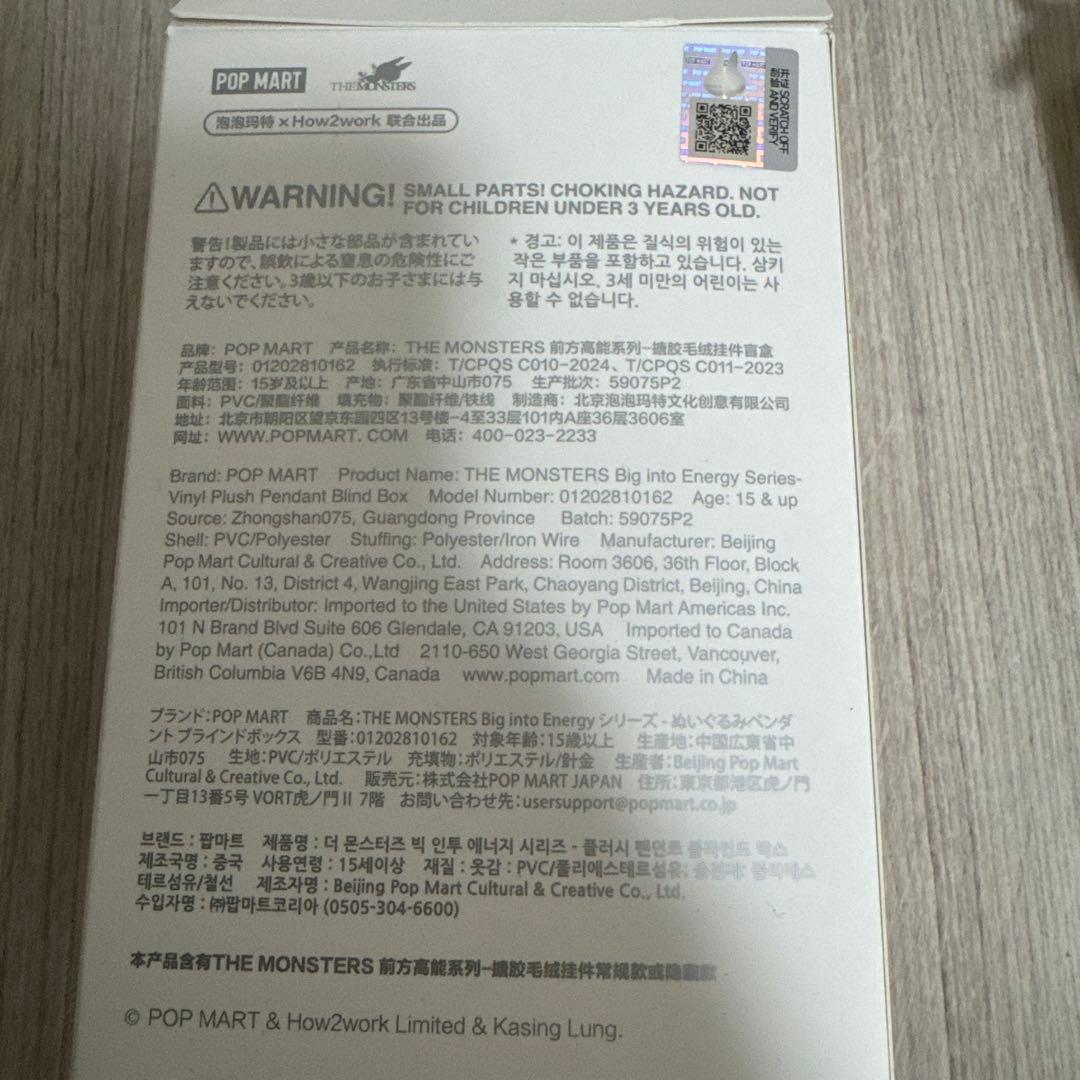 POP MART THE MONSTERS
泡泡玛特 × How2work 联合出品
SCRATCH OFF
AND VERIFY
WARNING! SMALL PARTS! CHOKING HAZARD. NOT
FOR CHILDREN UNDER 3 YEARS OLD.
警告!製品には小さな部品が含まれてい
ますので、誤飲による窒息の危険性にご
注意ください。3歳以下のお子さまには与
えないでください。
* 경고: 이 제품은 질식의 위험이 있는
작은 부품을 포함하고 있습니다. 삼키
지 마십시오. 3세 미만의 어린이는 사
용할 수 없습니다.
品牌: POP MART 产品名称: THE MONSTERS 前方高能系列-搪胶毛绒挂件盲盒
产品型号: 01202810162 执行标准: T/CPQS C010-2024、T/CPQS C011-2023
年龄范围: 15岁及以上 产地: 广东省中山市075 生产批次: 59075P2
面料: PVC/聚酯纤维 填充物: 聚酯纤维/铁线 制造商: 北京泡泡玛特文化创意有限公司
地址: 北京市朝阳区望京东园四区13号楼-4至33层101内A座36层3606室
网址: WWW.POPMART. COM 电话: 400-023-2233
Brand: POP MART Product Name: THE MONSTERS Big into Energy Series-
Vinyl Plush Pendant Blind Box Model Number: 01202810162 Age: 15 & up
Source: Zhongshan075, Guangdong Province Batch: 59075P2
Shell: PVC/Polyester Stuffing: Polyester/Iron Wire Manufacturer: Beijing
Pop Mart Cultural & Creative Co., Ltd. Address: Room 3606, 36th Floor, Block
A, 101, No. 13, District 4, Wangjing East Park, Chaoyang District, Beijing, China
Importer/Distributor: Imported to the United States by Pop Mart Americas Inc.
101 N Brand Blvd Suite 606 Glendale, CA 91203, USA Imported to Canada
by Pop Mart (Canada) Co.,Ltd 2110-650 West Georgia Street, Vancouver,
British Columbia V6B 4N9, Canada www.popmart.com Made in China
ブランド:POP MART 商品名:THE MONSTERS Big into Energy シリーズ - ぬいぐるみペンダ
ント ブラインドボックス 型番:01202810162 対象年齢:15歳以上 生産地:中国広東省中
山市075 生地:PVC/ポリエステル 充填物:ポリエステル/針金 生産者:Beijing Pop Mart
Cultural & Creative Co., Ltd. 販売元:株式会社POP MART JAPAN 住所:東京都港区虎ノ門
一丁目13番5号 VORT虎ノ門Ⅱ 7階 お問い合わせ先:usersupport@popmart.co.jp
브랜드 : 팝마트 제품명 : 더 몬스터즈 빅 인투 에너지 시리즈 - 플러시 펜던트 블라인드 박스
제조국명 : 중국 사용연령 : 15세이상 재질 : 옷감 : PVC/폴리에스테르섬유; 충전재: 폴리에스
테르섬유/철선 제조자명 : Beijing Pop Mart Cultural & Creative Co., Ltd.
수입자명 : ㈜팝마트코리아 (0505-304-6600)
本产品含有THE MONSTERS 前方高能系列-搪胶毛绒挂件常规款或隐藏款
© POP MART & How2work Limited & Kasing Lung.